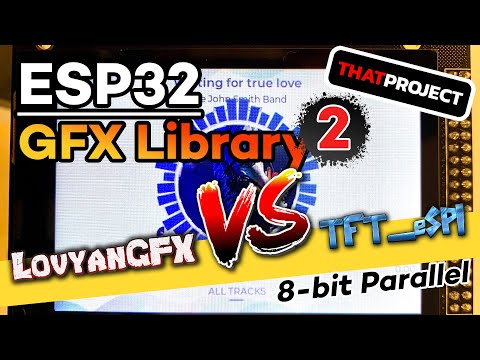 ESP32
THATPROJECT
king for true love
e John Smith Band
GFX Library
2
VS
LovyanGFX
TFT_eSPI
ALL TRACKS
8-bit Parallel